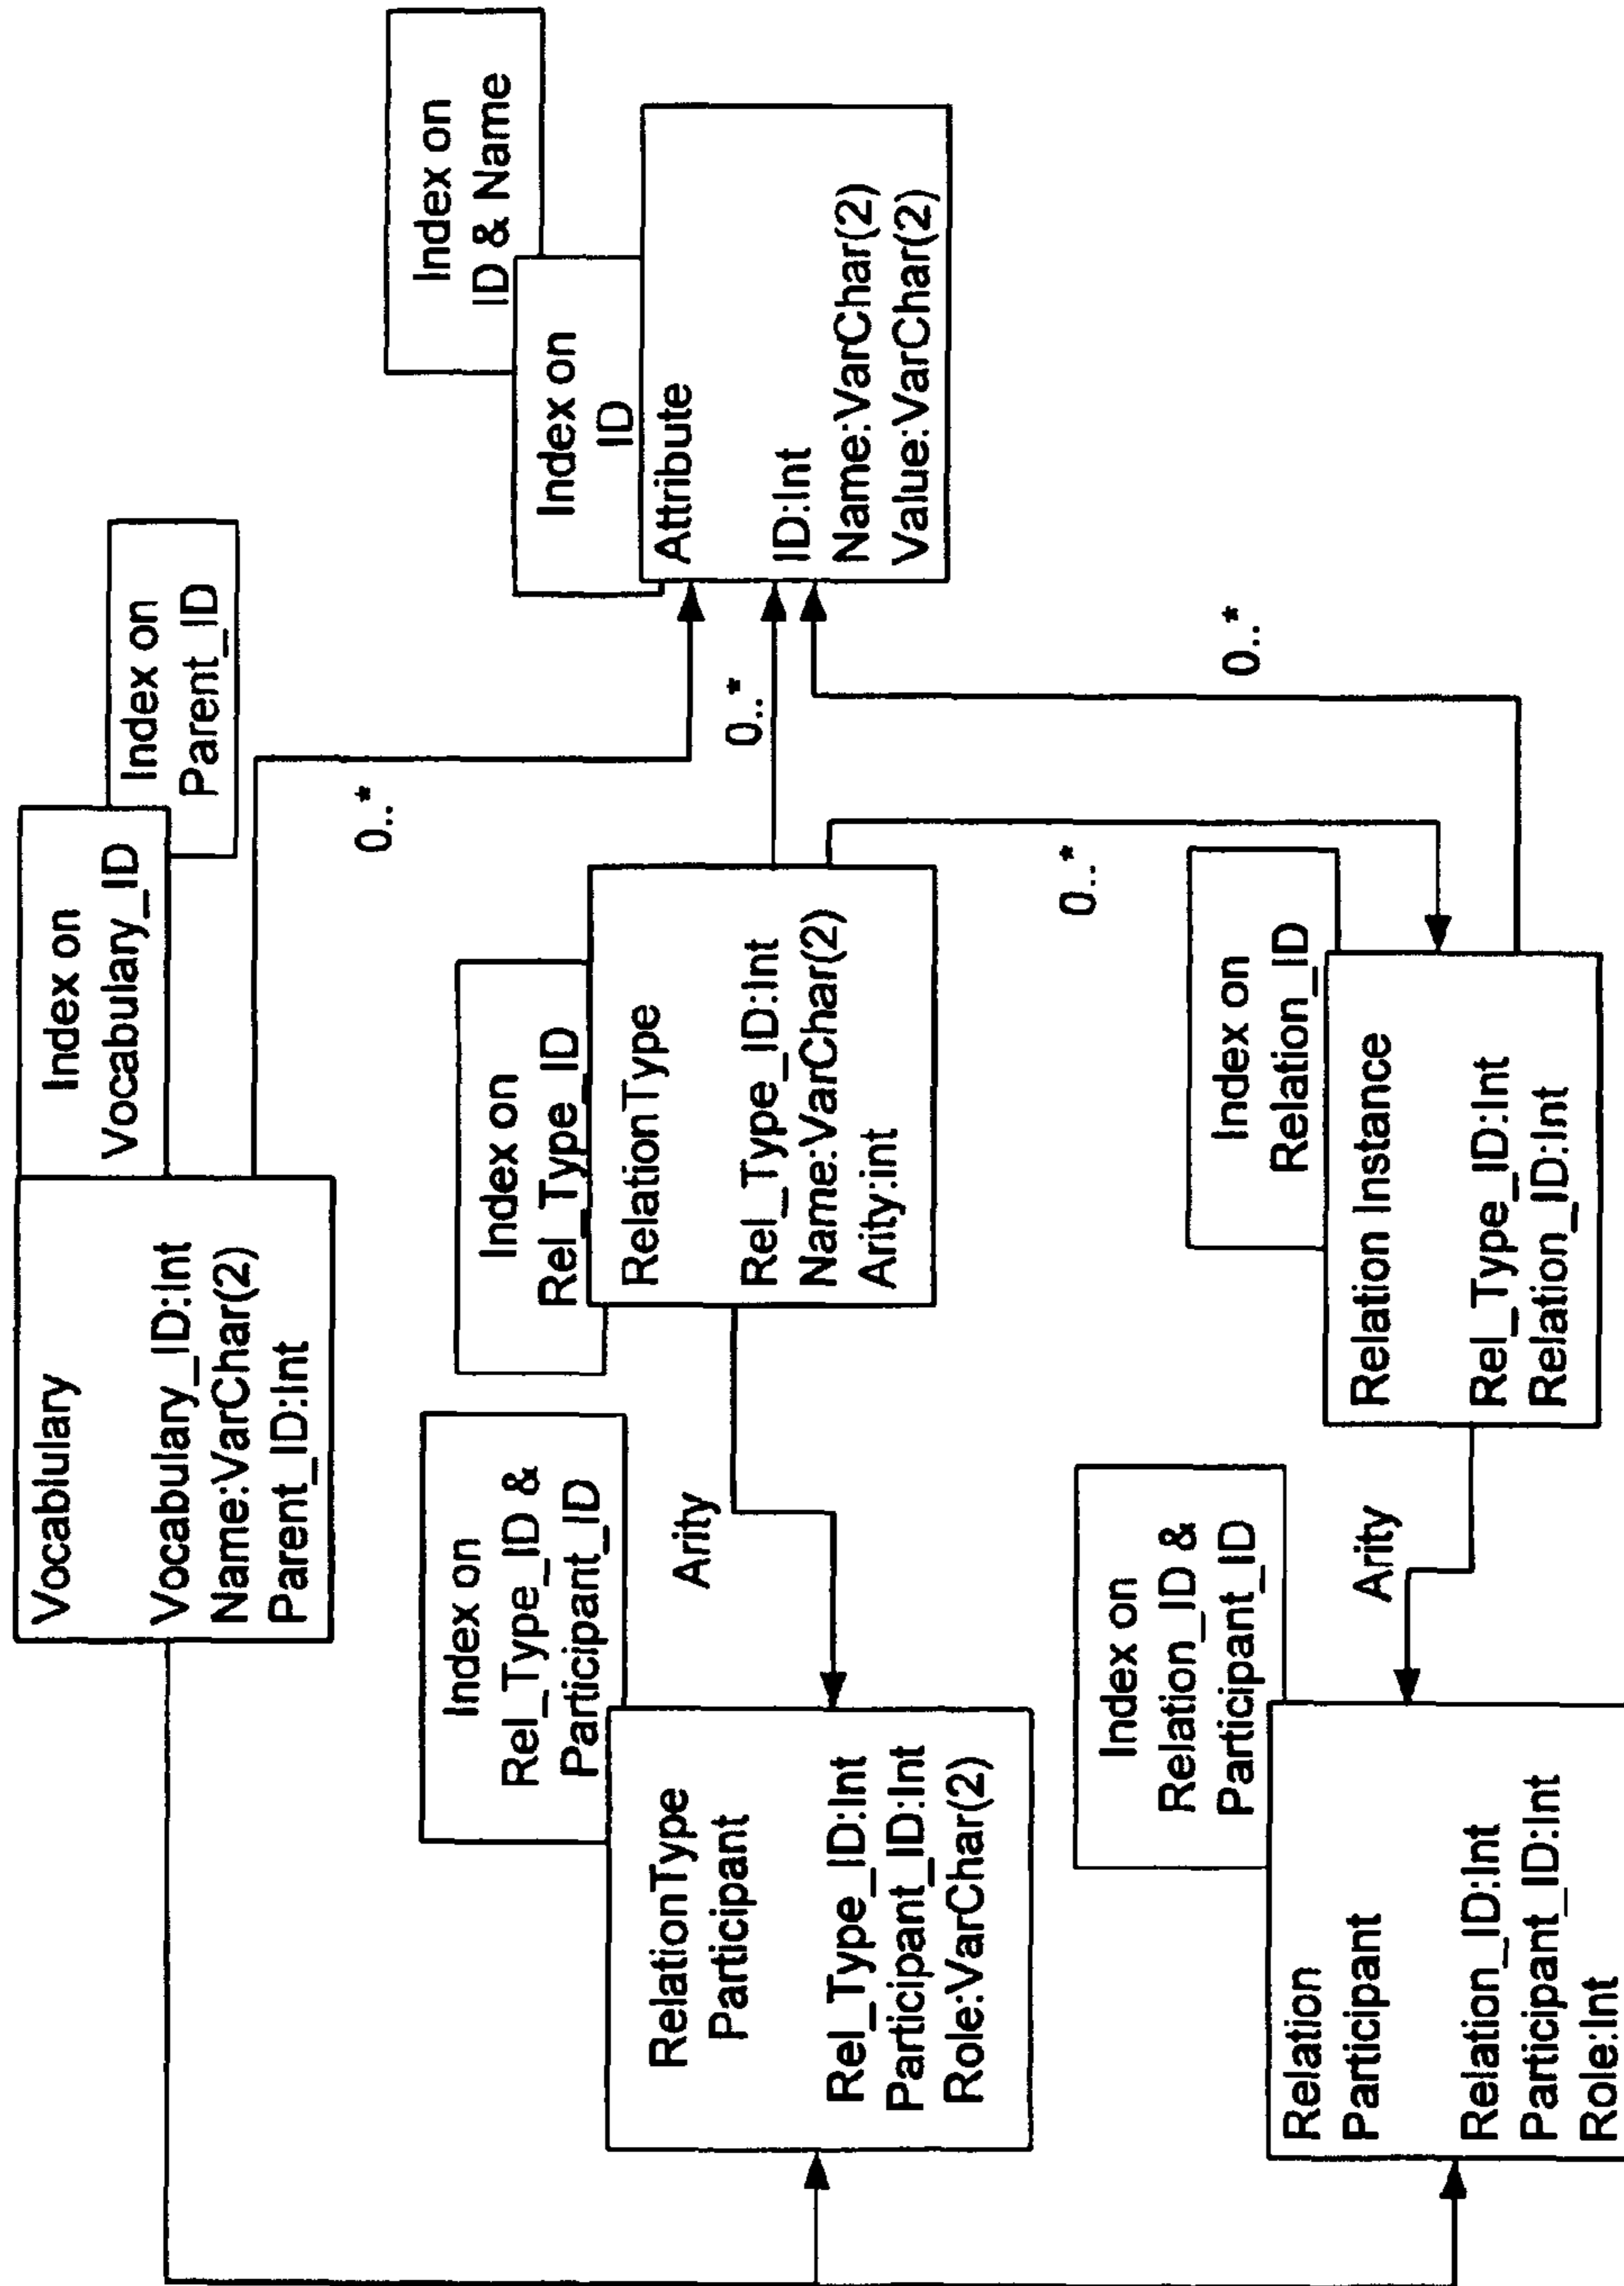 Vocablulary
Vocabulary_ID:Int
Name:VarChar(2)
Parent_ID:Int
Index on
Vocabulary_ID
Index on
Parent_ID
0..*
Index on
ID & Name
Index on
ID
Attribute
ID:Int
Name:VarChar(2)
Value:VarChar(2)
Index on
Rel_Type_ID &
Participant_ID
RelationType
Participant
Rel_Type_ID:Int
Participant_ID:Int
Role:VarChar(2)
Arity
Index on
Rel_Type_ID
RelationType
Rel_Type_ID:Int
Name:VarChar(2)
Arity:int
0..*
0..*
Index on
Relation_ID &
Participant_ID
Relation
Participant
Relation_ID:Int
Participant_ID:Int
Role:Int
Arity
Index on
Relation_ID
Relation Instance
Rel_Type_ID:Int
Relation_ID:Int
0..*